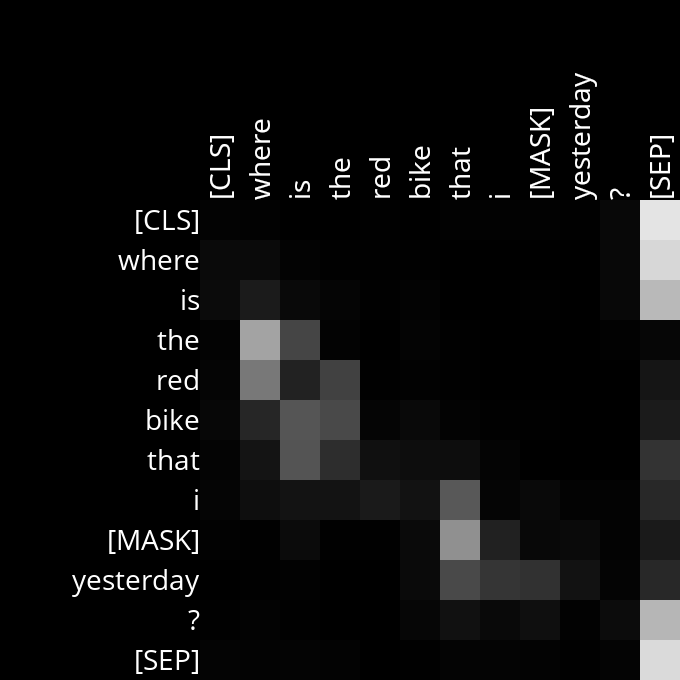 [CLS] where is the red bike that i [MASK] yesterday ? [SEP]
[CLS]
where
is
the
red
bike
that
i
[MASK]
yesterday
?
[SEP]